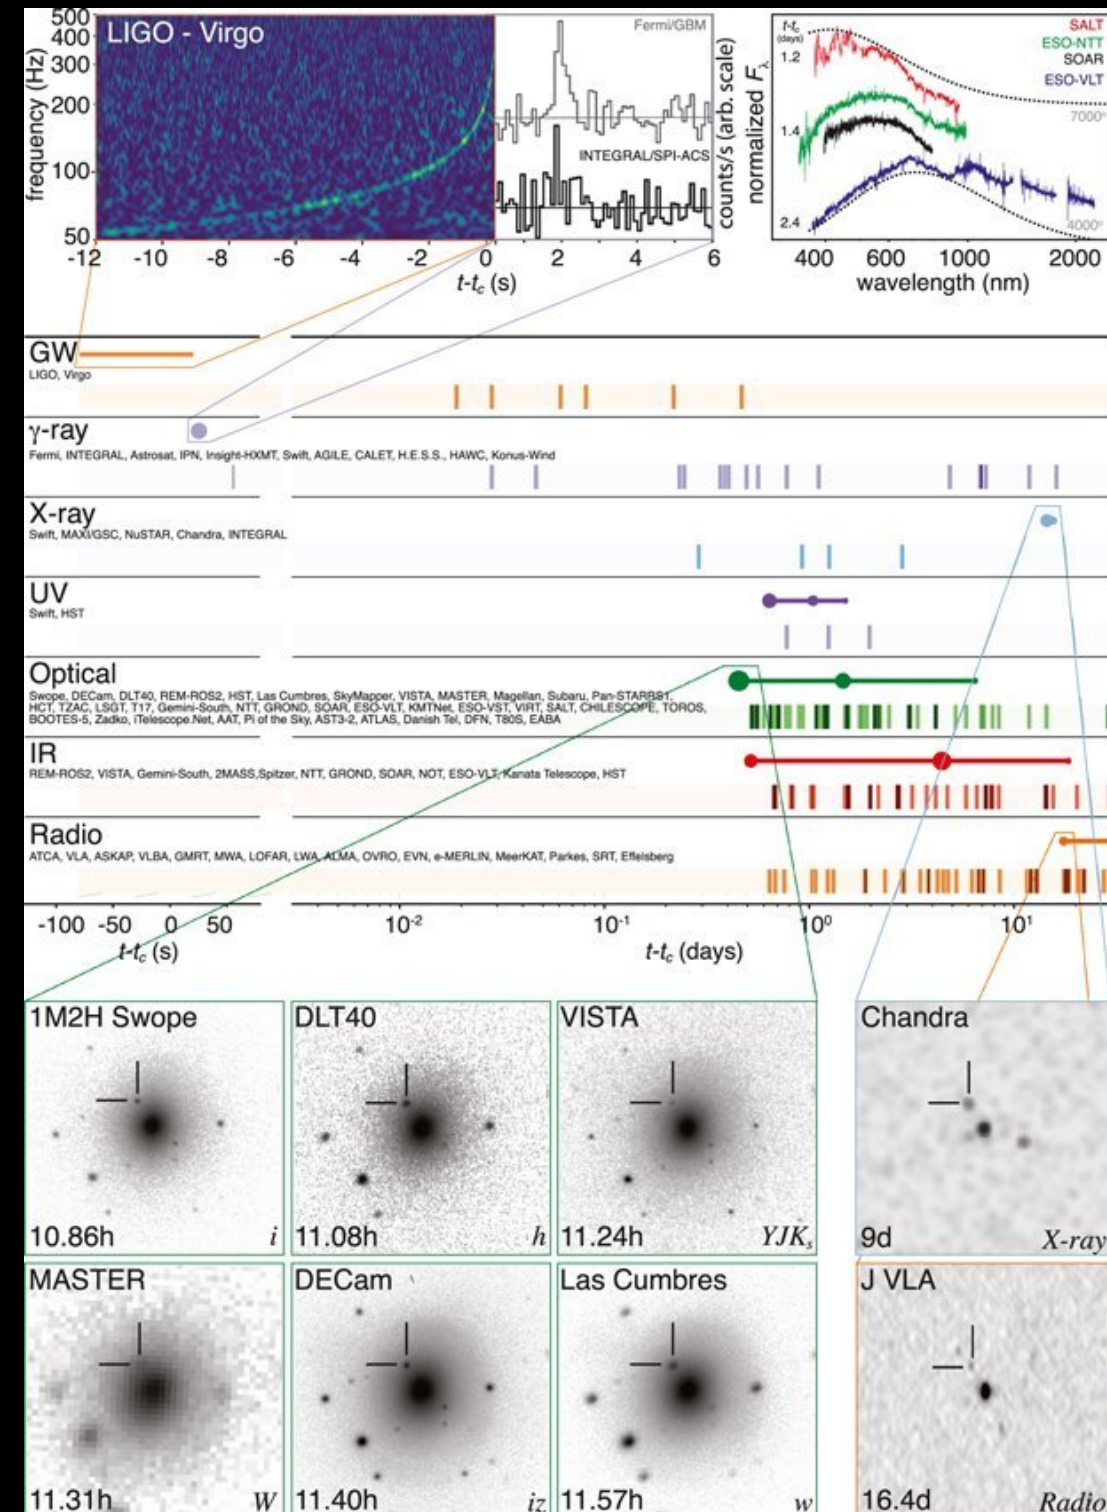 LIGO - Virgo
500
400
300
200
100
50
frequency (Hz)
-12 -10 -8 -6 -4 -2 0 2 4 6
t-tc (s)
Fermi/GBM
INTEGRAL/SPI-ACS
counts/s (arb. scale)
normalized Fλ
t-tc
(days)
1.2
1.4
2.4
SALT
ESO-NTT
SOAR
ESO-VLT
7000°
4000°
400 600 1000 2000
wavelength (nm)
GW
LIGO, Virgo
γ-ray
Fermi, INTEGRAL, Astrosat, IPN, Insight-HXMT, Swift, AGILE, CALET, H.E.S.S., HAWC, Konus-Wind
X-ray
Swift, MAXI/GSC, NuSTAR, Chandra, INTEGRAL
UV
Swift, HST
Optical
Swope, DECam, DLT40, REM-ROS2, HST, Las Cumbres, SkyMapper, VISTA, MASTER, Magellan, Subaru, Pan-STARRS1,
HCT, TZAC, LSGT, T17, Gemini-South, NTT, GROND, SOAR, ESO-VLT, KMTNet, ESO-VST, VIRT, SALT, CHILESCOPE, TOROS,
BOOTES-5, Zadko, iTelescope.Net, AAT, Pi of the Sky, AST3-2, ATLAS, Danish Tel, DFN, T80S, EABA
IR
REM-ROS2, VISTA, Gemini-South, 2MASS,Spitzer, NTT, GROND, SOAR, NOT, ESO-VLT, Kanata Telescope, HST
Radio
ATCA, VLA, ASKAP, VLBA, GMRT, MWA, LOFAR, LWA, ALMA, OVRO, EVN, e-MERLIN, MeerKAT, Parkes, SRT, Effelsberg
-100 -50 0 50 10-2 10-1 100 101
t-tc (s) t-tc (days)
1M2H Swope DLT40 VISTA Chandra
10.86h i 11.08h h 11.24h YJKs 9d X-ray
MASTER DECam Las Cumbres J VLA
11.31h W 11.40h iz 11.57h w 16.4d Radio